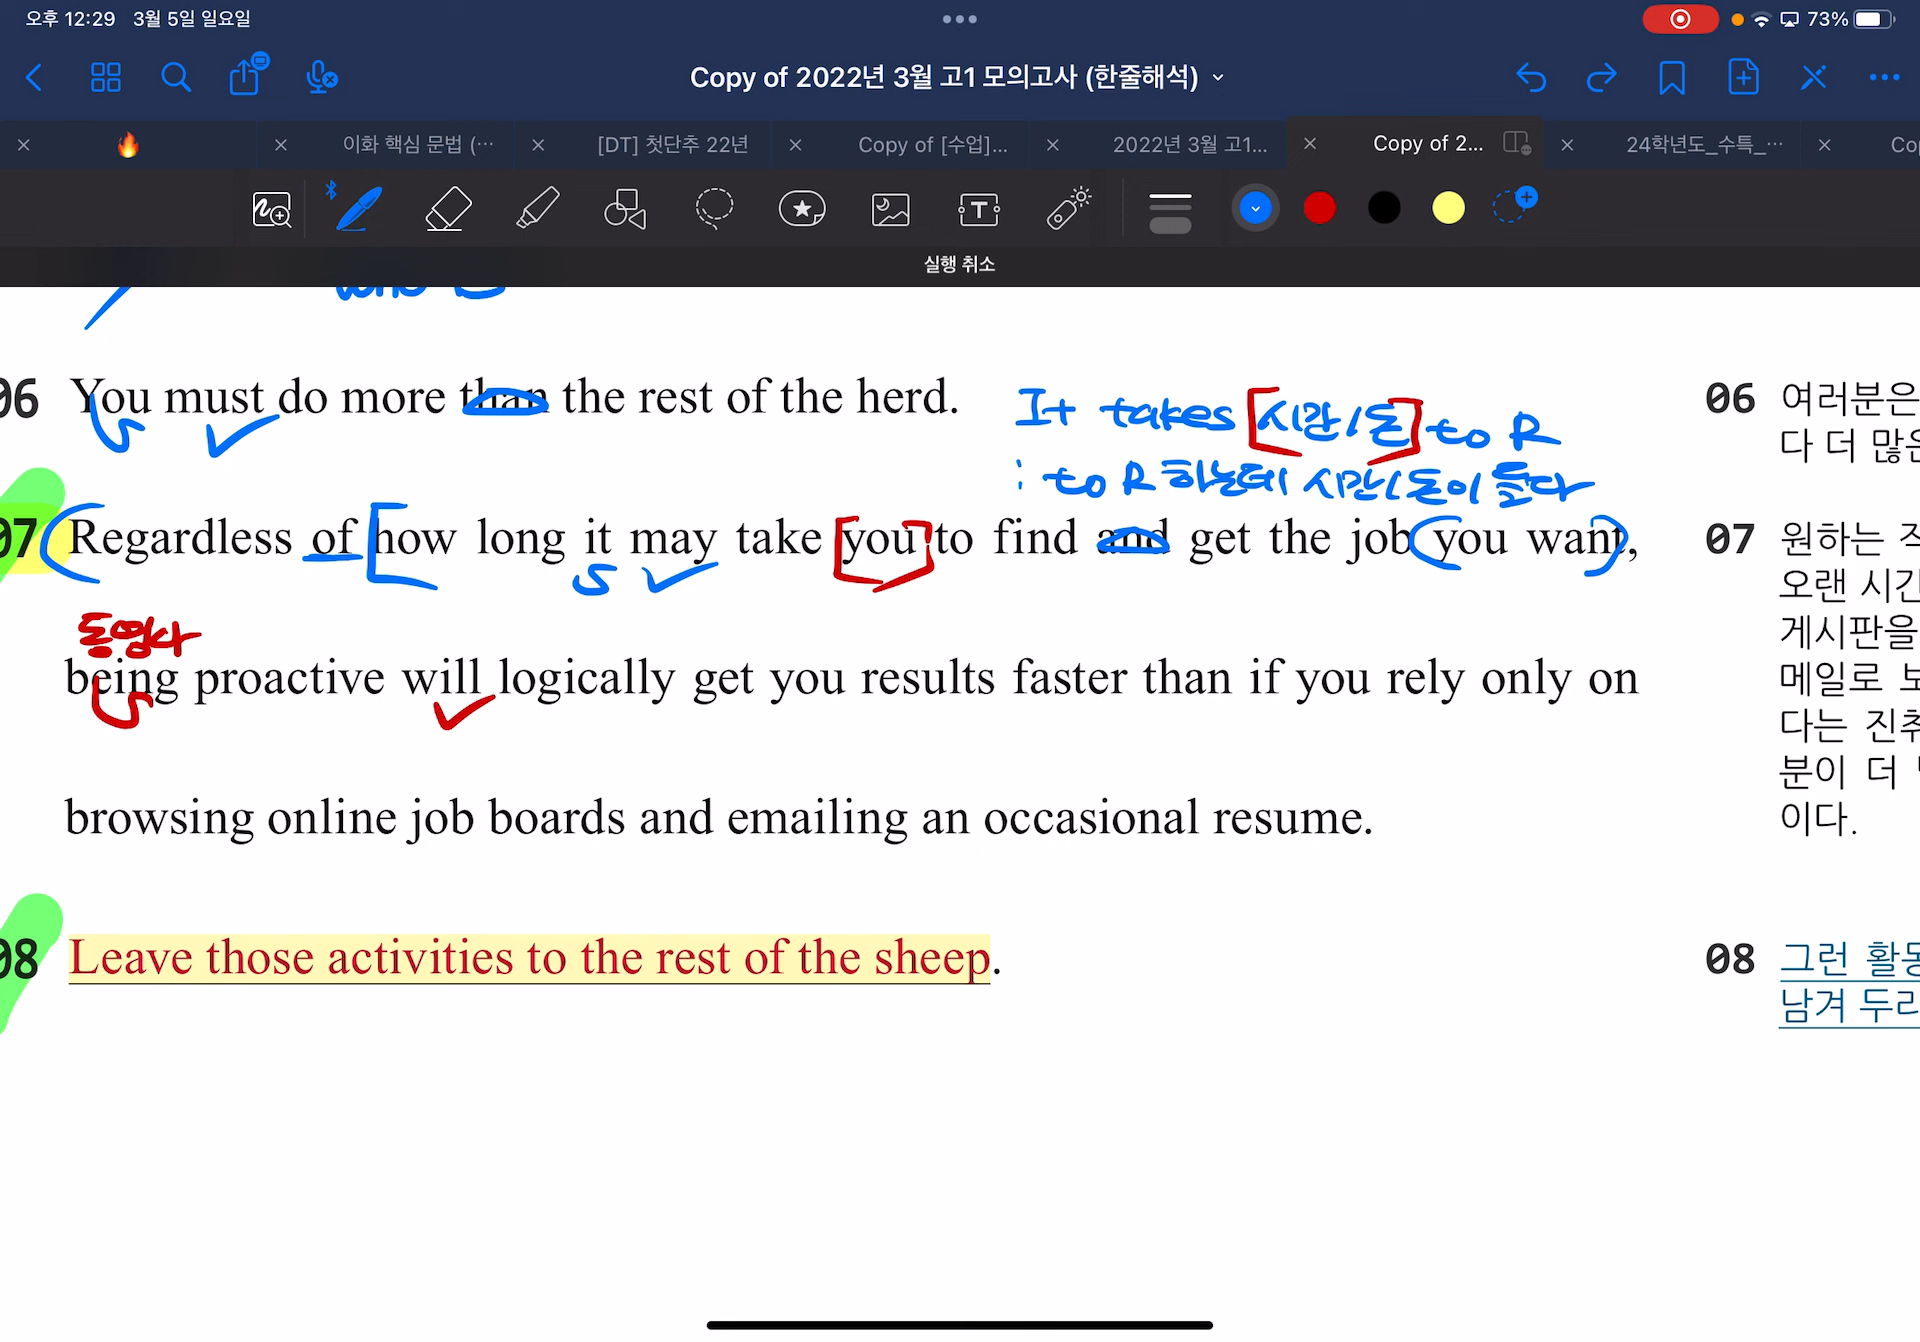 오후 12:29 3월 5일 일요일
73%
Copy of 2022년 3월 고1 모의고사 (한줄해석)
이화 핵심 문법 (…
[DT] 첫단추 22년
Copy of [수업]...
2022년 3월 고1...
Copy of 2...
24학년도_수특_…
Co
실행 취소
06 You must do more than the rest of the herd.
It takes [시간/돈] to R
: to R 하는데 시간/돈이 들다
07 Regardless of how long it may take you to find and get the job you want,
동명사
being proactive will logically get you results faster than if you rely only on
browsing online job boards and emailing an occasional resume.
08 Leave those activities to the rest of the sheep.
06 여러분은
다 더 많은
07 원하는 직
오랜 시간
게시판을
메일로 보
다는 진추
분이 더
이다.
08 그런 활동
남겨 두리